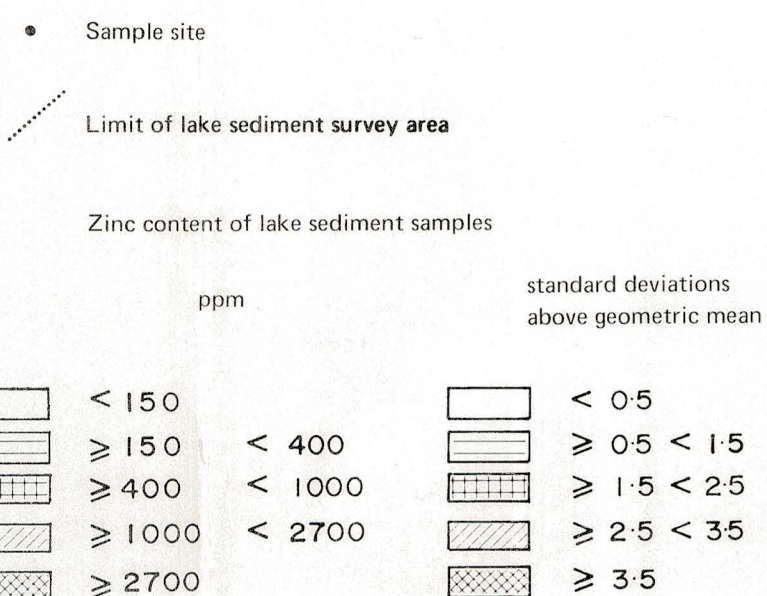 Sample site
Limit of lake sediment survey area
Zinc content of lake sediment samples
ppm
standard deviations
above geometric mean
< 150
⩾ 150 < 400
⩾ 400 < 1000
⩾ 1000 < 2700
⩾ 2700
< 0·5
⩾ 0·5 < 1·5
⩾ 1·5 < 2·5
⩾ 2·5 < 3·5
⩾ 3·5